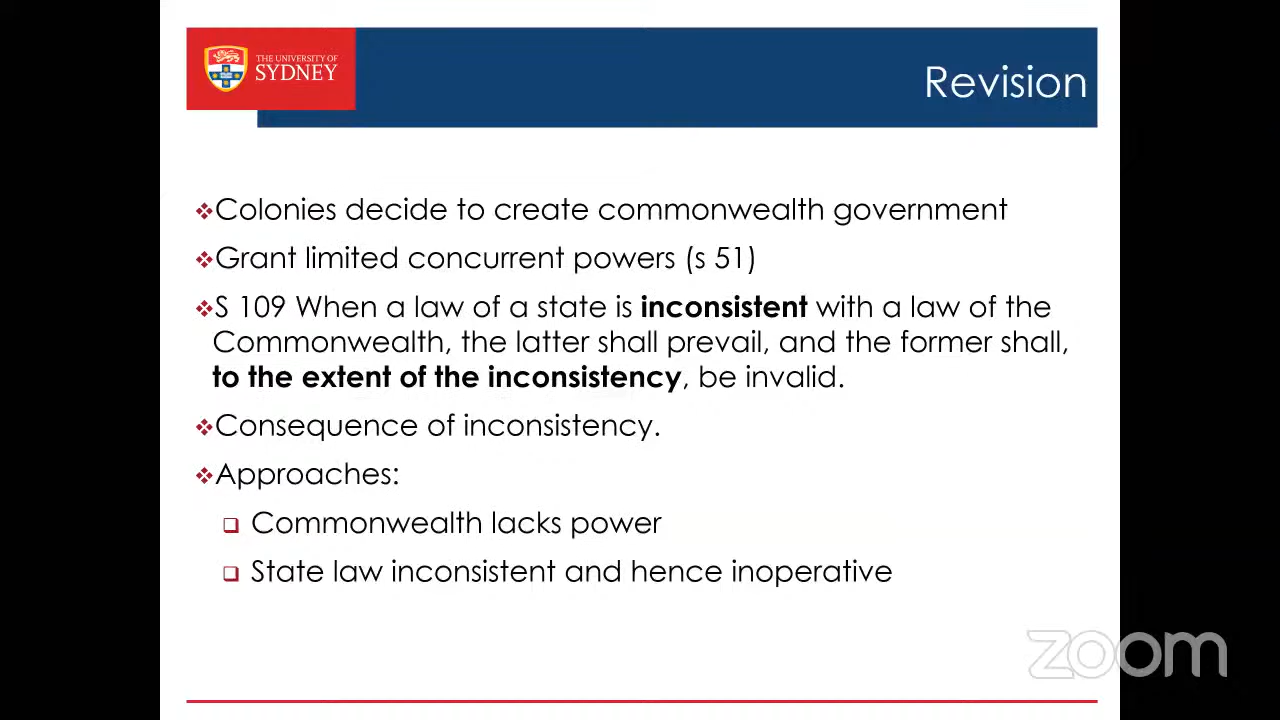 THE UNIVERSITY OF
SYDNEY
Revision
Colonies decide to create commonwealth government
Grant limited concurrent powers (s 51)
S 109 When a law of a state is inconsistent with a law of the
Commonwealth, the latter shall prevail, and the former shall,
to the extent of the inconsistency, be invalid.
Consequence of inconsistency.
Approaches:
Commonwealth lacks power
State law inconsistent and hence inoperative
zoom